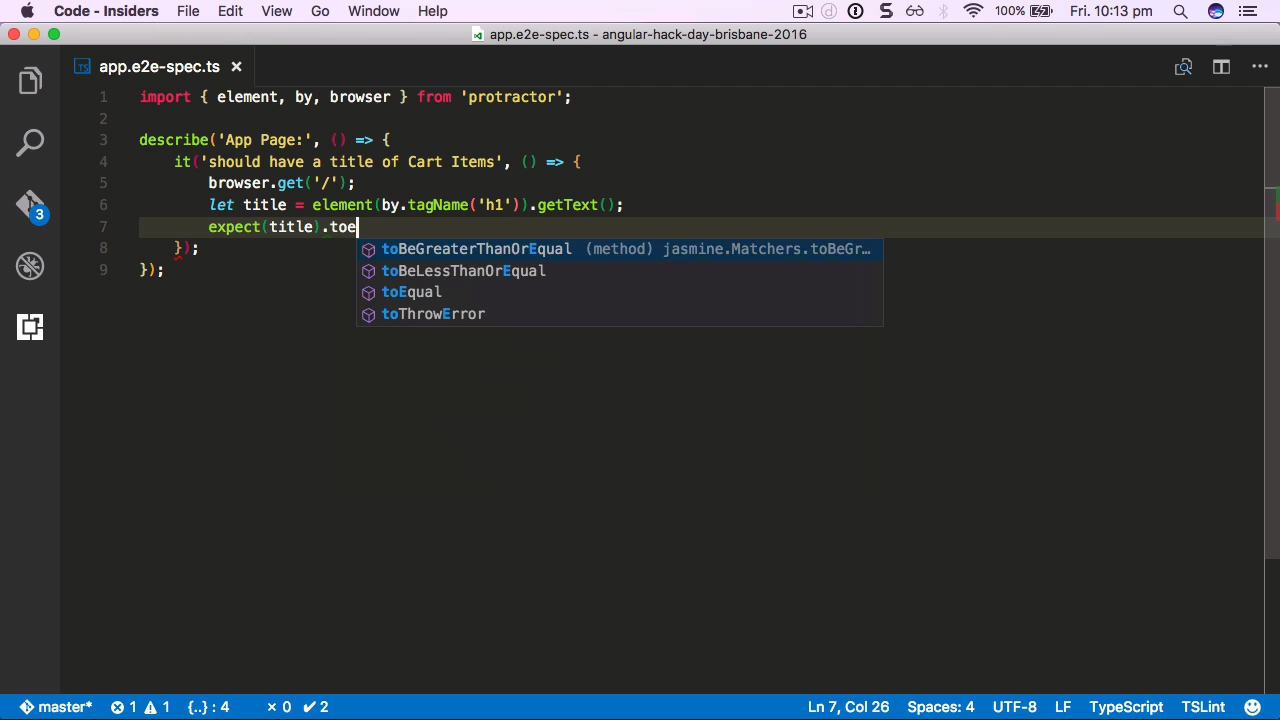 Code - Insiders File Edit View Go Window Help 100% Fri. 10:13 pm
app.e2e-spec.ts - angular-hack-day-brisbane-2016
TS app.e2e-spec.ts ×
1 import { element, by, browser } from 'protractor';
2
3 describe('App Page:', () => {
4 it('should have a title of Cart Items', () => {
5 browser.get('/');
6 let title = element(by.tagName('h1')).getText();
7 expect(title).toe
toBeGreaterThanOrEqual (method) jasmine.Matchers.toBeGr…
8 });
toBeLessThanOrEqual
9 });
toEqual
toThrowError
3
master* 1 1 {..} : 4 × 0 ✔ 2 Ln 7, Col 26 Spaces: 4 UTF-8 LF TypeScript TSLint